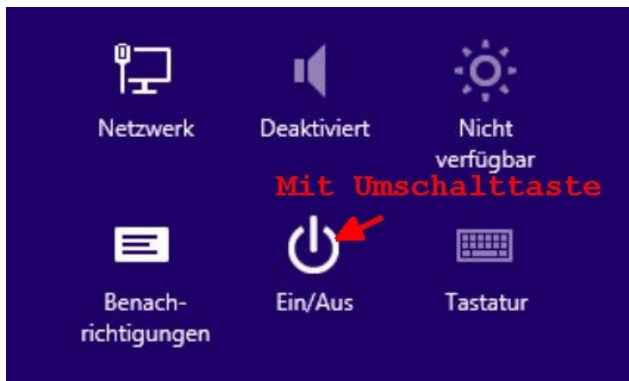 Netzwerk
Deaktiviert
Nicht
verfügbar
Mit Umschalttaste
Benach-
richtigungen
Ein/Aus
Tastatur